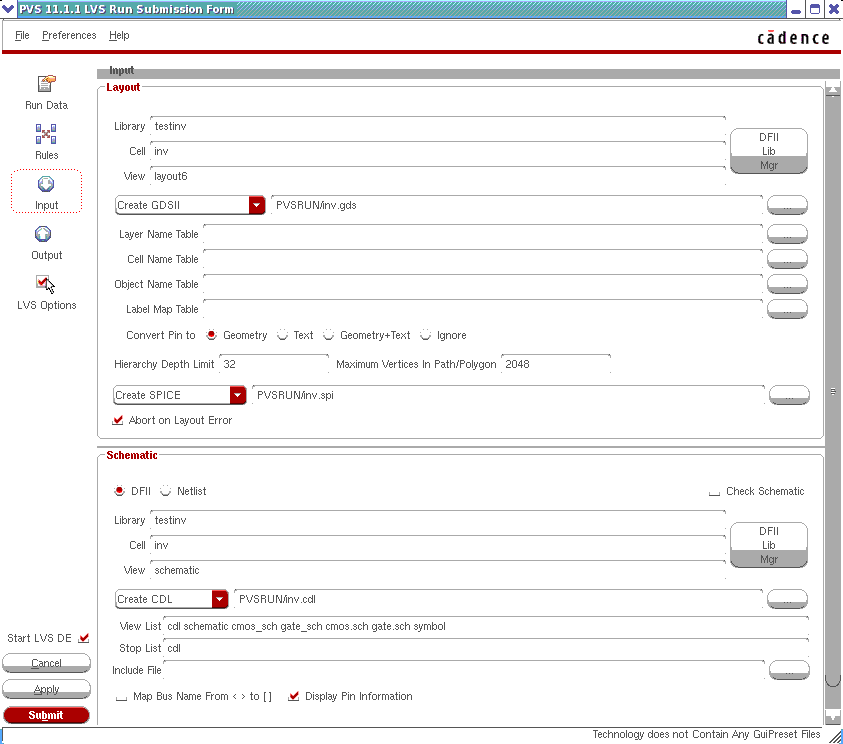 PVS 11.1.1 LVS Run Submission Form
File Preferences Help
cādence
Run Data
Rules
Input
Output
LVS Options
Start LVS DE
Cancel
Apply
Submit
Input
Layout
Library testinv
Cell inv
View layout6
DFII
Lib
Mgr
Create GDSII PVSRUN/inv.gds ...
Layer Name Table ...
Cell Name Table ...
Object Name Table ...
Label Map Table ...
Convert Pin to Geometry Text Geometry+Text Ignore
Hierarchy Depth Limit 32 Maximum Vertices In Path/Polygon 2048
Create SPICE PVSRUN/inv.spi ...
Abort on Layout Error
Schematic
DFII Netlist Check Schematic
Library testinv
Cell inv
View schematic
DFII
Lib
Mgr
Create CDL PVSRUN/inv.cdl ...
View List cdl schematic cmos_sch gate_sch cmos.sch gate.sch symbol
Stop List cdl
Include File ...
Map Bus Name From < > to [ ] Display Pin Information
Technology does not Contain Any GuiPreset Files